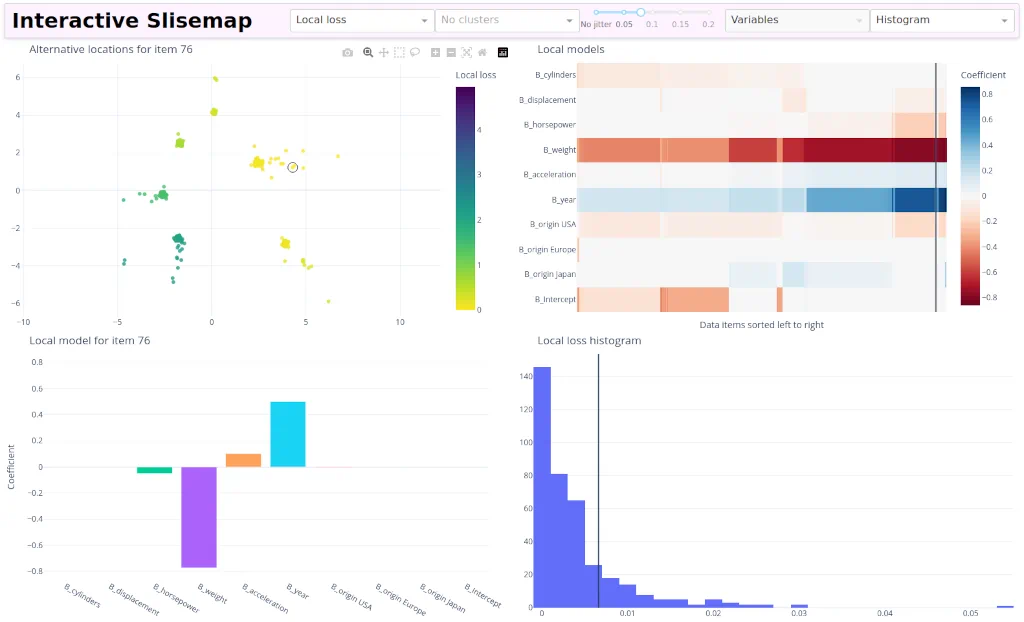 Interactive Slisemap
Local loss
No clusters
No jitter 0.05 0.1 0.15 0.2
Variables
Histogram
Alternative locations for item 76
6
4
2
0
−2
−4
−6
−10 −5 0 5 10
Local loss
4
3
2
1
0
Local models
B_cylinders
B_displacement
B_horsepower
B_weight
B_acceleration
B_year
B_origin USA
B_origin Europe
B_origin Japan
B_Intercept
Data items sorted left to right
Coefficient
0.8
0.6
0.4
0.2
0
−0.2
−0.4
−0.6
−0.8
Local model for item 76
Coefficient
0.8
0.6
0.4
0.2
0
−0.2
−0.4
−0.6
−0.8
B_cylinders
B_displacement
B_horsepower
B_weight
B_acceleration
B_year
B_origin USA
B_origin Europe
B_origin Japan
B_Intercept
Local loss histogram
140
120
100
80
60
40
20
0
0 0.01 0.02 0.03 0.04 0.05